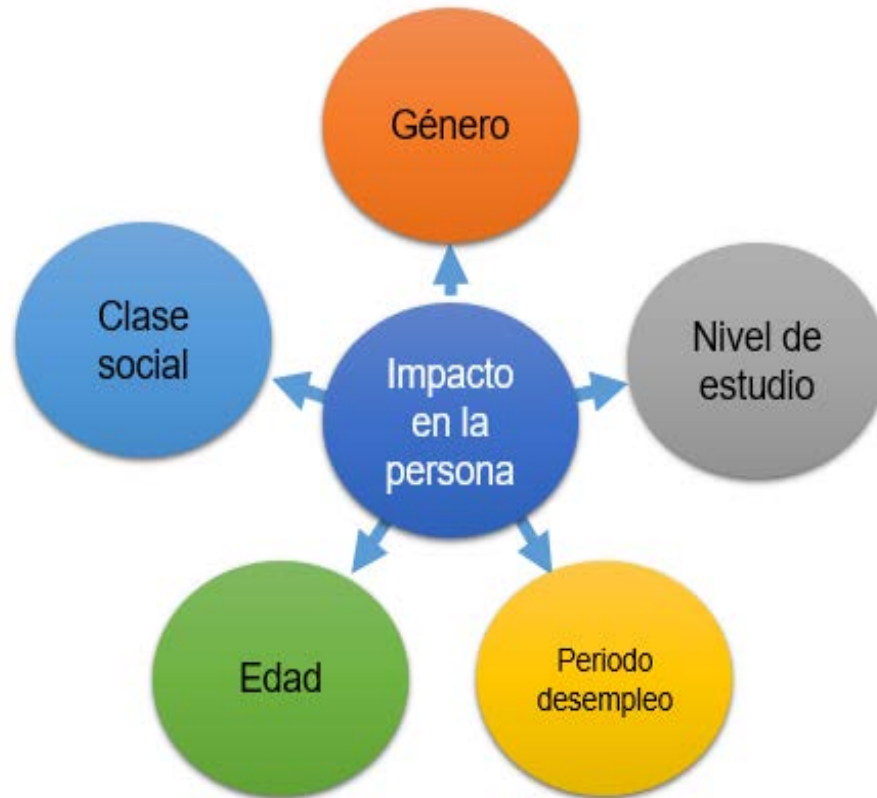 Género
Clase
social
Impacto
en la
persona
Nivel de
estudio
Edad
Periodo
desempleo